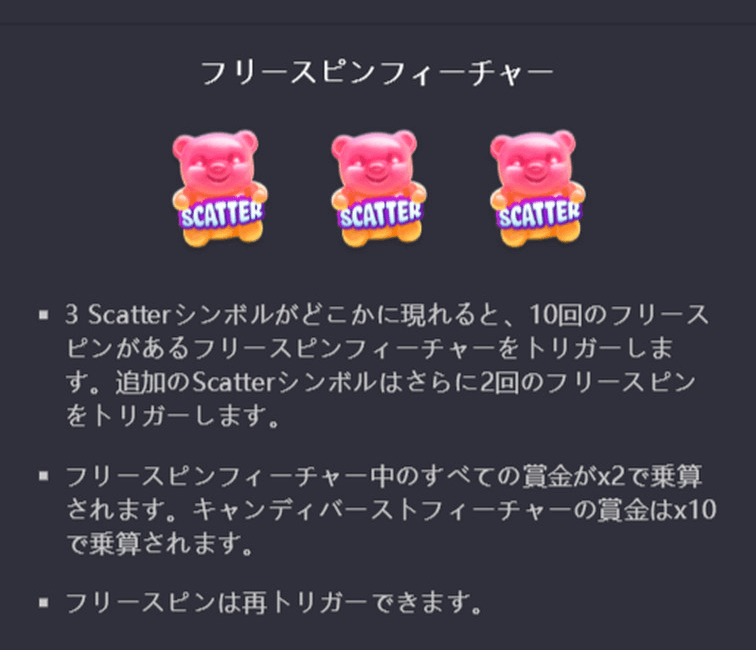 フリースピンフィーチャー
SCATTER SCATTER SCATTER
▪ 3 Scatterシンボルがどこかに現れると、10回のフリース
ピンがあるフリースピンフィーチャーをトリガーしま
す。追加のScatterシンボルはさらに2回のフリースピン
をトリガーします。
▪ フリースピンフィーチャー中のすべての賞金がx2で乗算
されます。キャンディバーストフィーチャーの賞金はx10
で乗算されます。
▪ フリースピンは再トリガーできます。